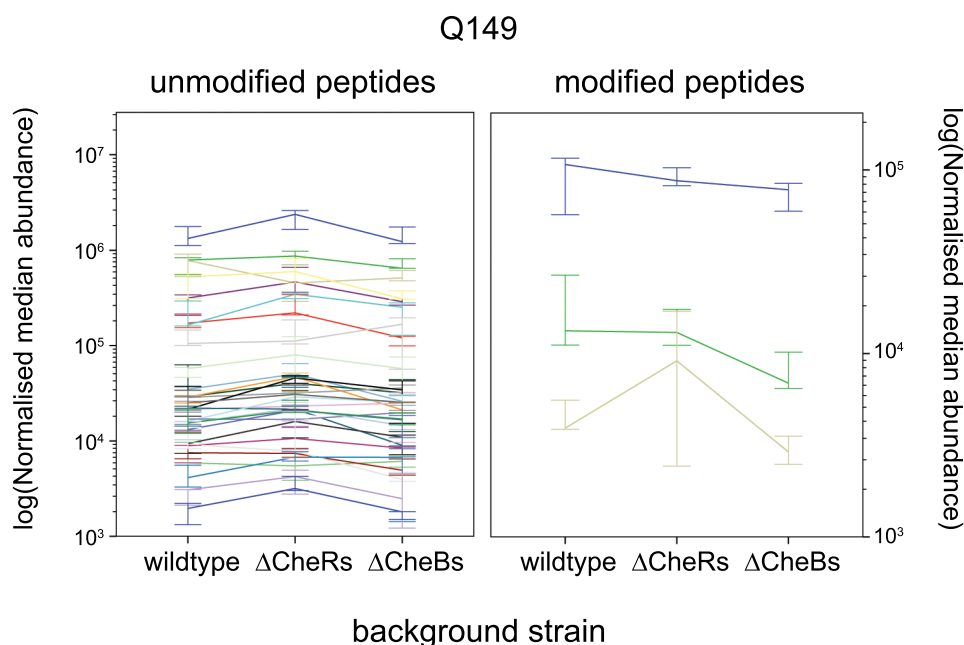 Q149
unmodified peptides
modified peptides
log(Normalised median abundance)
10⁷
10⁶
10⁵
10⁴
10³
wildtype ΔCheRs ΔCheBs
10⁵
10⁴
10³
wildtype ΔCheRs ΔCheBs
log(Normalised median abundance)
background strain